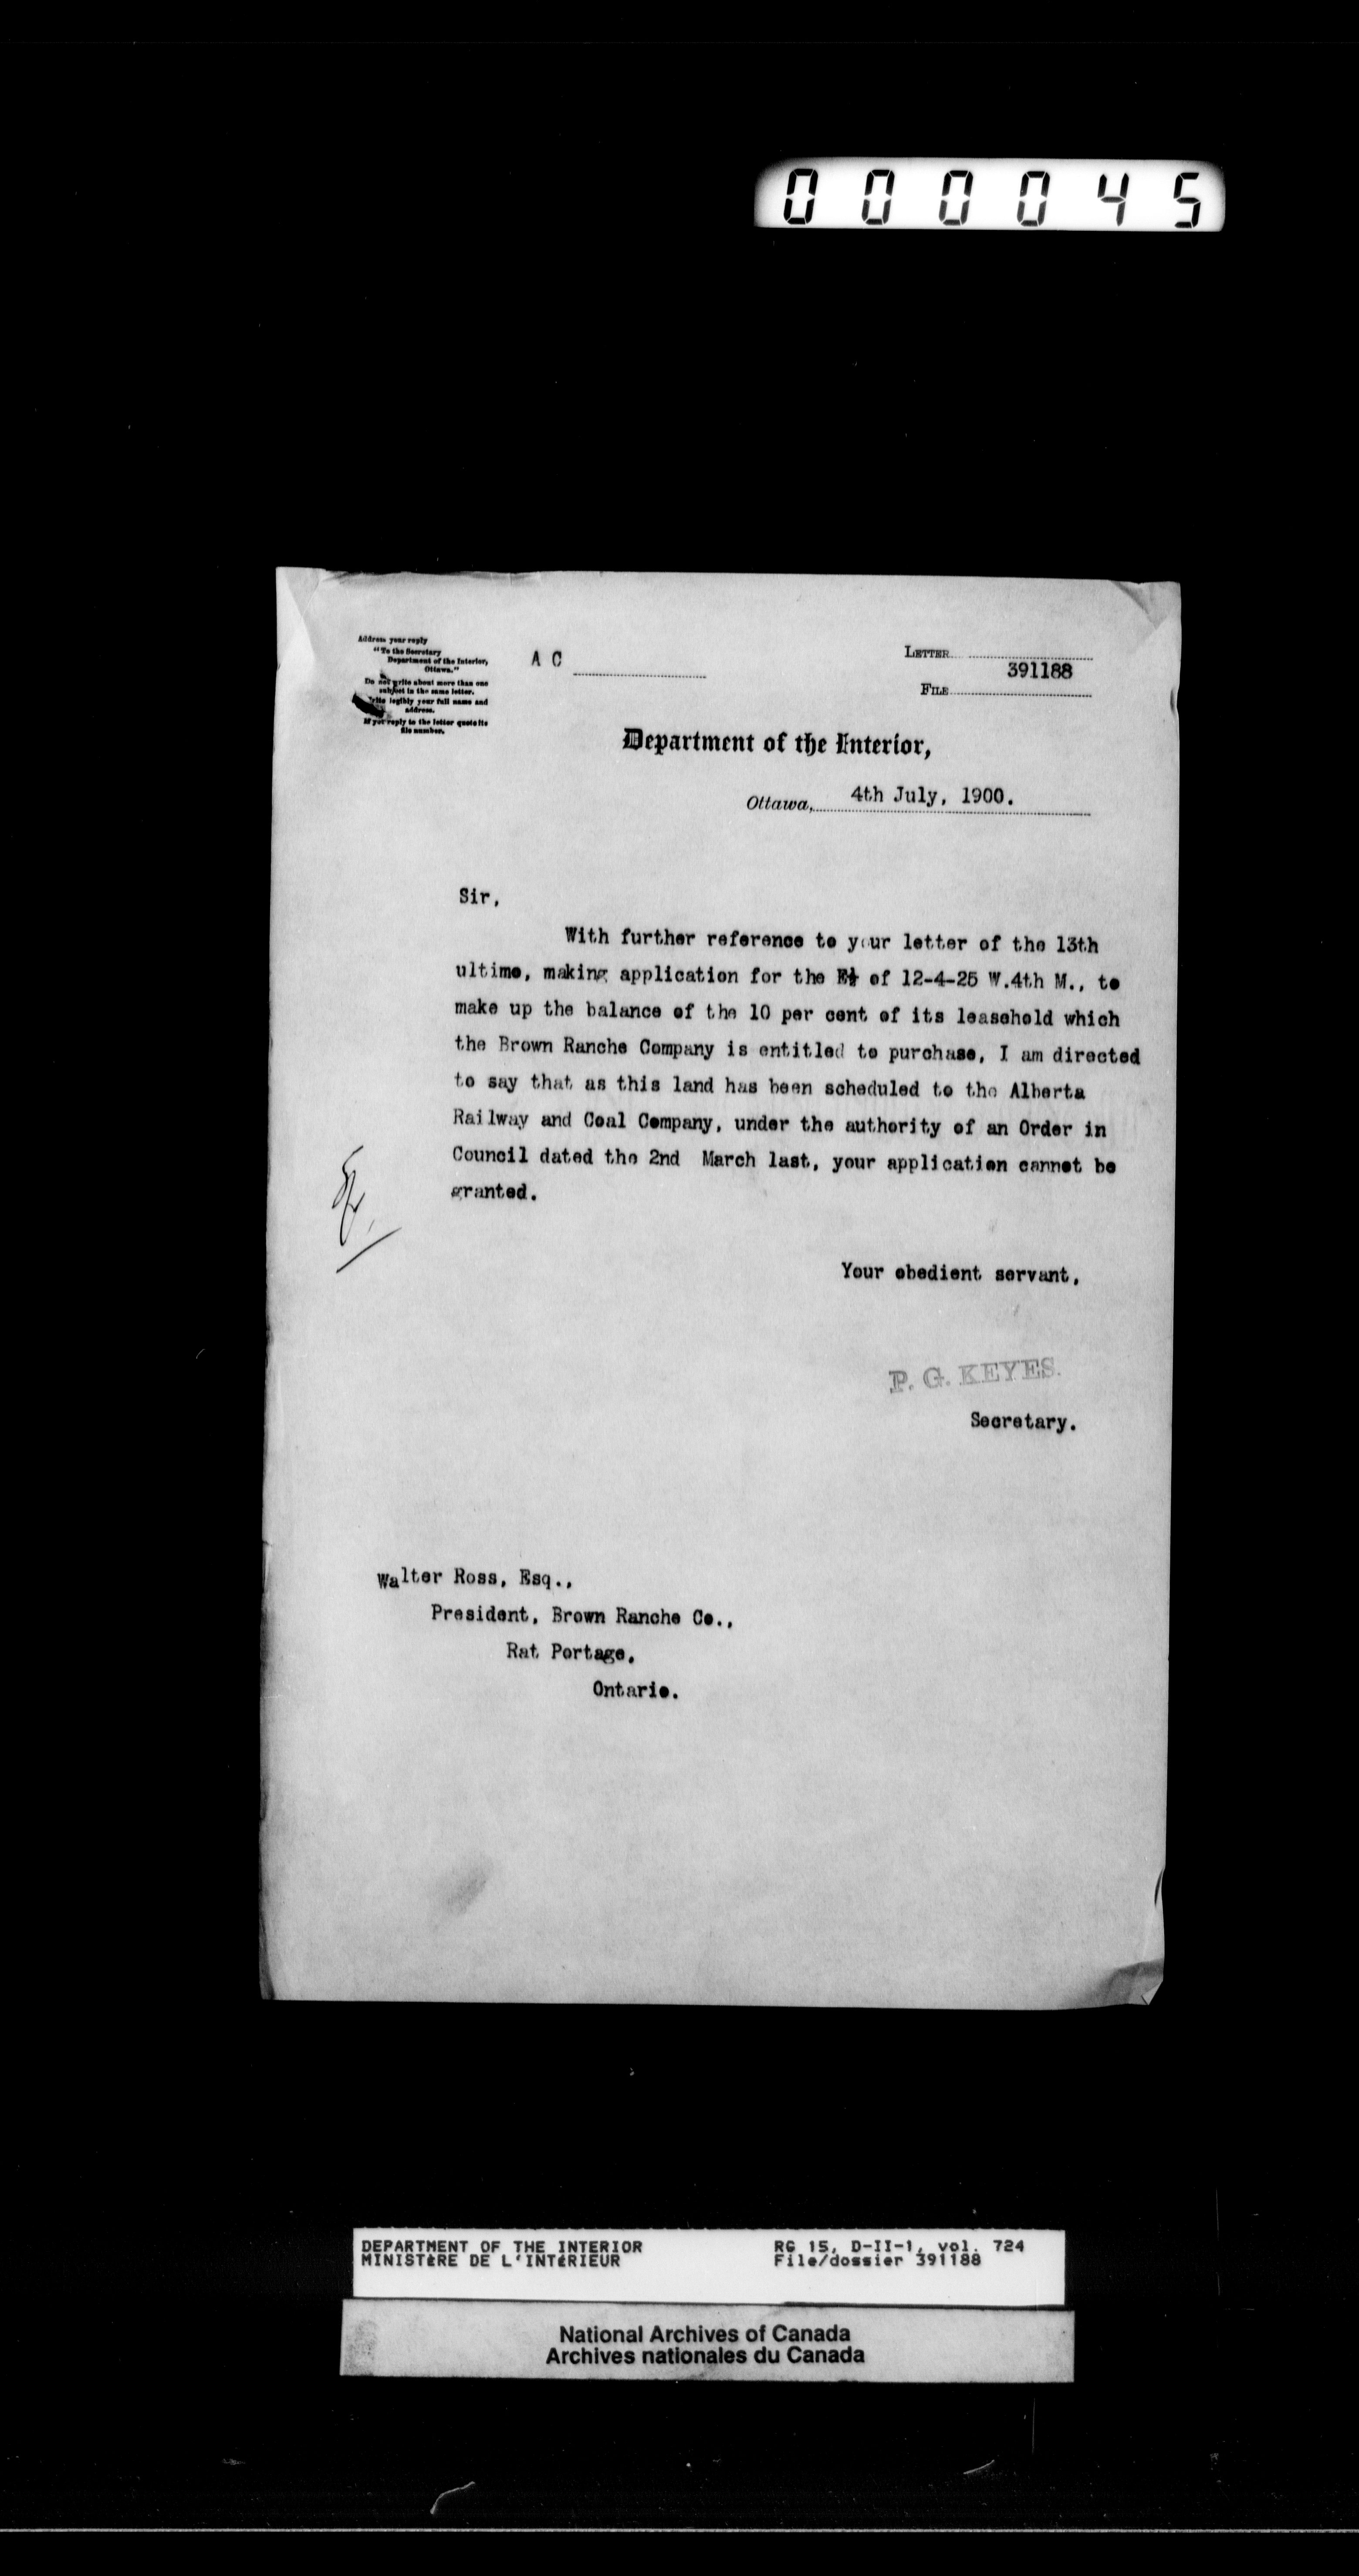 000045
Address your reply
"To the Secretary
Department of the Interior,
Ottawa."
Do not write about more than one
subject in the same letter.
Write legibly your full name and
address.
If you reply to the letter quote its
file number.
A C
LETTER
391188
FILE
Department of the Interior,
Ottawa, 4th July, 1900.
Sir,
With further reference to your letter of the 13th
ultimo, making application for the E½ of 12-4-25 W.4th M., to
make up the balance of the 10 per cent of its leasehold which
the Brown Ranche Company is entitled to purchase, I am directed
to say that as this land has been scheduled to the Alberta
Railway and Coal Company, under the authority of an Order in
Council dated the 2nd March last, your application cannot be
granted.
Your obedient servant,
P. G. KEYES.
Secretary.
Walter Ross, Esq.,
President, Brown Ranche Co.,
Rat Portage,
Ontario.
DEPARTMENT OF THE INTERIOR
MINISTÈRE DE L'INTÉRIEUR
RG 15, D-II-1, vol. 724
File/dossier 391188
National Archives of Canada
Archives nationales du Canada